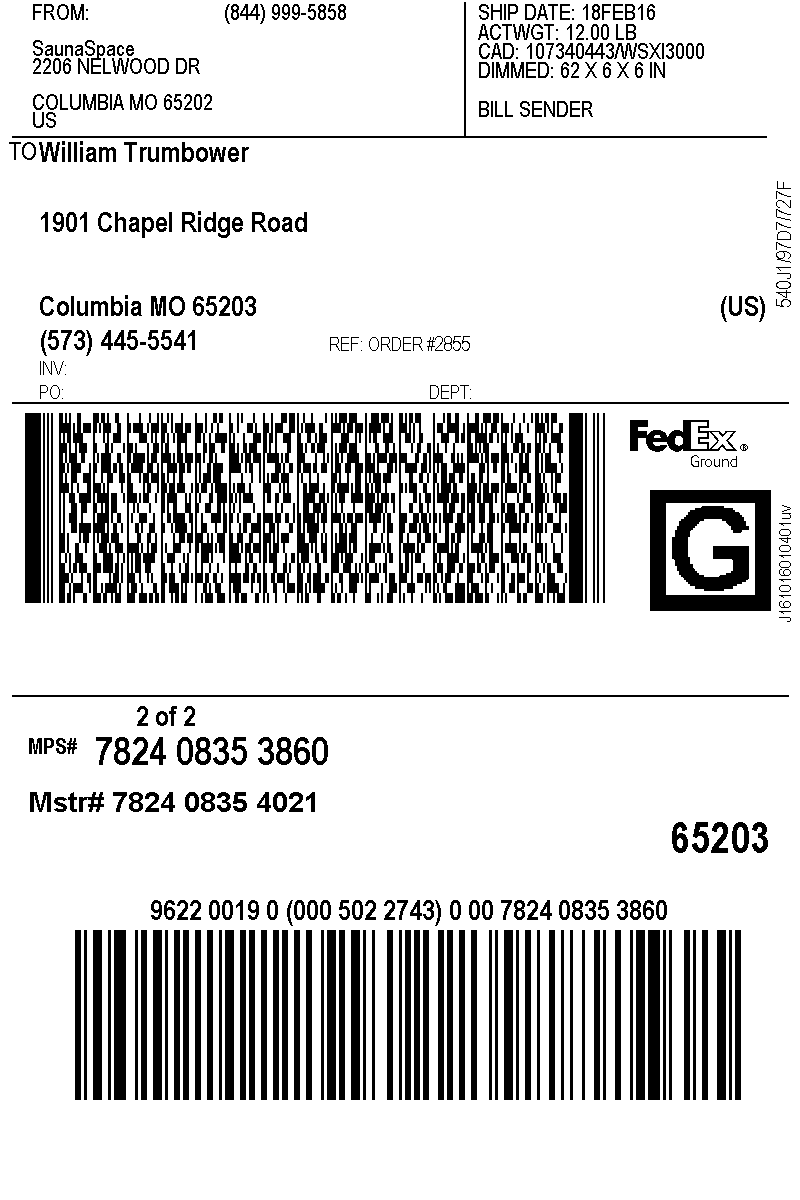 FROM: (844) 999-5858
SaunaSpace
2206 NELWOOD DR
COLUMBIA MO 65202
US
SHIP DATE: 18FEB16
ACTWGT: 12.00 LB
CAD: 107340443/WSXI3000
DIMMED: 62 X 6 X 6 IN
BILL SENDER
TO William Trumbower
1901 Chapel Ridge Road
Columbia MO 65203 (US)
(573) 445-5541 REF: ORDER #2855
INV:
PO: DEPT:
540J1/97D7/727F
FedEx®
Ground
G
J161016010401uv
2 of 2
MPS# 7824 0835 3860
Mstr# 7824 0835 4021
65203
9622 0019 0 (000 502 2743) 0 00 7824 0835 3860